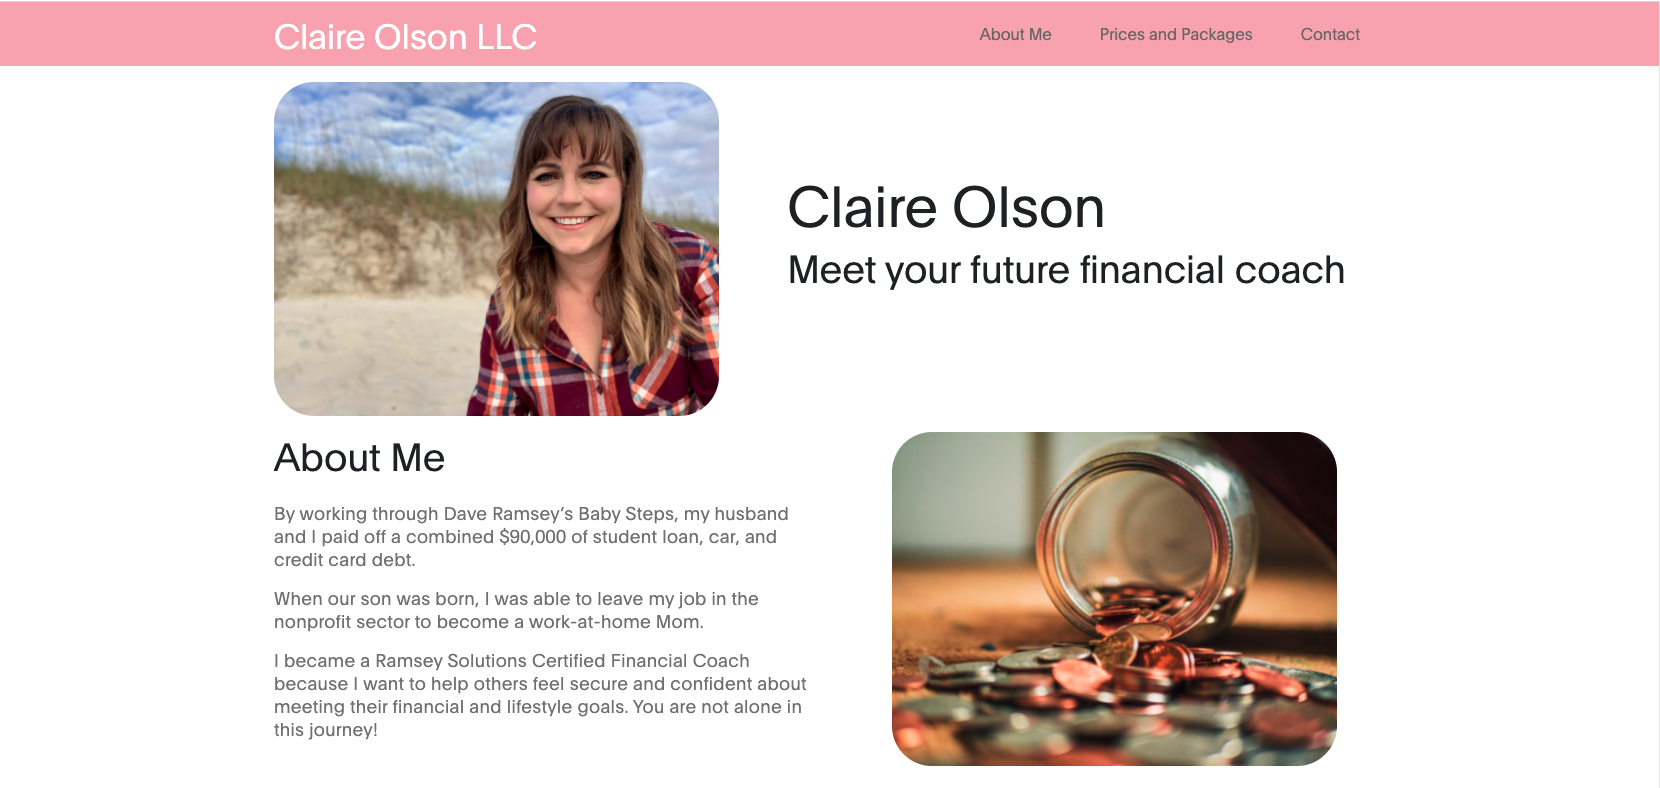 Claire Olson LLC
About Me
Prices and Packages
Contact
Claire Olson
Meet your future financial coach
About Me
By working through Dave Ramsey’s Baby Steps, my husband
and I paid off a combined $90,000 of student loan, car, and
credit card debt.
When our son was born, I was able to leave my job in the
nonprofit sector to become a work-at-home Mom.
I became a Ramsey Solutions Certified Financial Coach
because I want to help others feel secure and confident about
meeting their financial and lifestyle goals. You are not alone in
this journey!